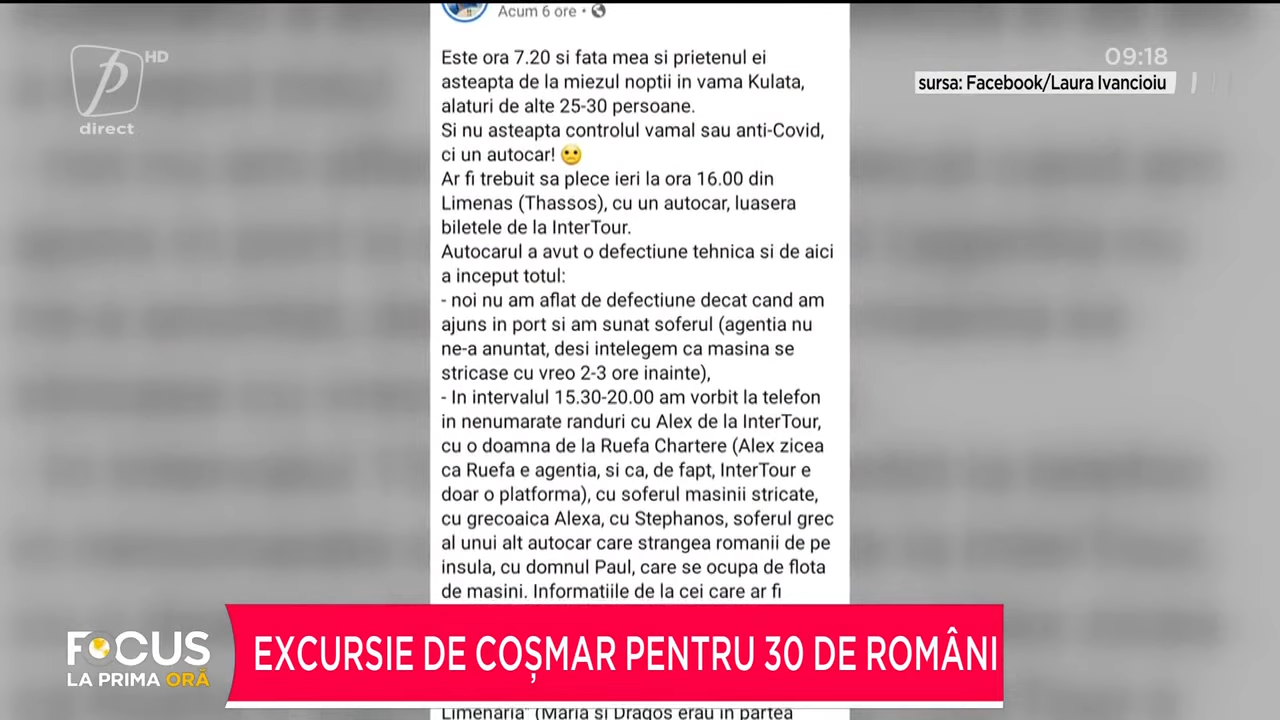 Acum 6 ore •
HD
direct
09:18
sursa: Facebook/Laura Ivancioiu
Este ora 7.20 si fata mea si prietenul ei
asteapta de la miezul noptii in vama Kulata,
alaturi de alte 25-30 persoane.
Si nu asteapta controlul vamal sau anti-Covid,
ci un autocar! 🙁
Ar fi trebuit sa plece ieri la ora 16.00 din
Limenas (Thassos), cu un autocar, luasera
biletele de la InterTour.
Autocarul a avut o defectiune tehnica si de aici
a inceput totul:
- noi nu am aflat de defectiune decat cand am
ajuns in port si am sunat soferul (agentia nu
ne-a anuntat, desi intelegem ca masina se
stricase cu vreo 2-3 ore inainte),
- In intervalul 15.30-20.00 am vorbit la telefon
in nenumarate randuri cu Alex de la InterTour,
cu o doamna de la Ruefa Chartere (Alex zicea
ca Ruefa e agentia, si ca, de fapt, InterTour e
doar o platforma), cu soferul masinii stricate,
cu grecoaica Alexa, cu Stephanos, soferul grec
al unui alt autocar care strangea romanii de pe
insula, cu domnul Paul, care se ocupa de flota
de masini. Informatiile de la cei care ar fi
FOCUS
LA PRIMA ORĂ
EXCURSIE DE COȘMAR PENTRU 30 DE ROMÂNI
Limenaria" (Maria si Dragos erau in partea